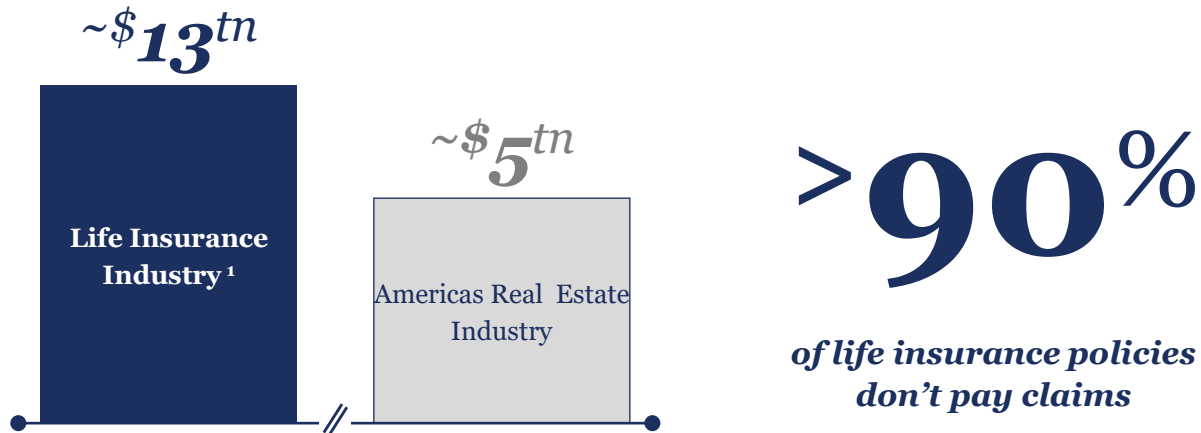 ~$13tn
Life Insurance
Industry 1
~$5tn
Americas Real Estate
Industry
>90%
of life insurance policies
don’t pay claims